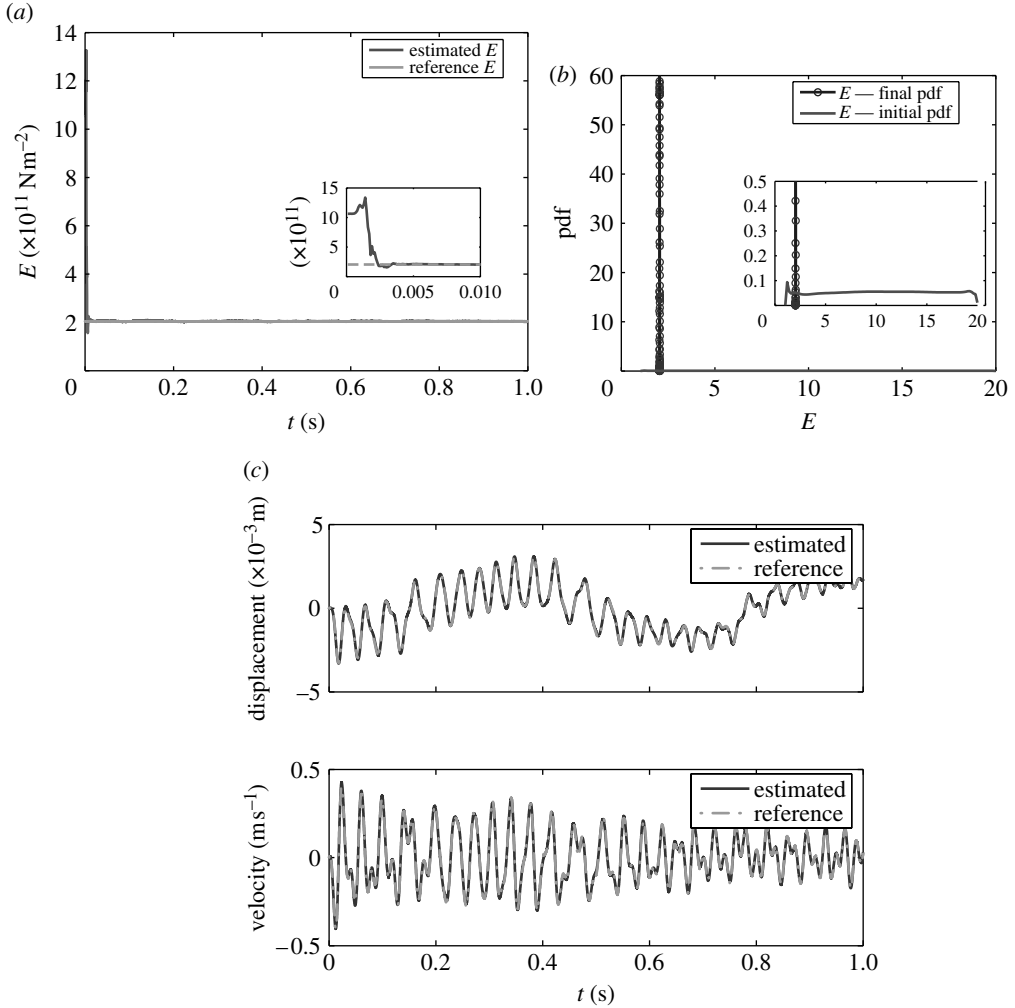 (a)
14
12
10
8
6
4
2
0
0.2
0.4
0.6
0.8
1.0
E (×10¹¹ Nm⁻²)
t (s)
estimated E
reference E
(×10¹¹)
15
10
5
0
0.005
0.010
(b)
60
50
40
30
20
10
0
5
10
15
20
pdf
E
E — final pdf
E — initial pdf
0.5
0.4
0.3
0.2
0.1
0
5
10
15
20
(c)
displacement (×10⁻³ m)
5
0
−5
estimated
reference
velocity (ms⁻¹)
0.5
0
−0.5
estimated
reference
0
0.2
0.4
0.6
0.8
1.0
t (s)